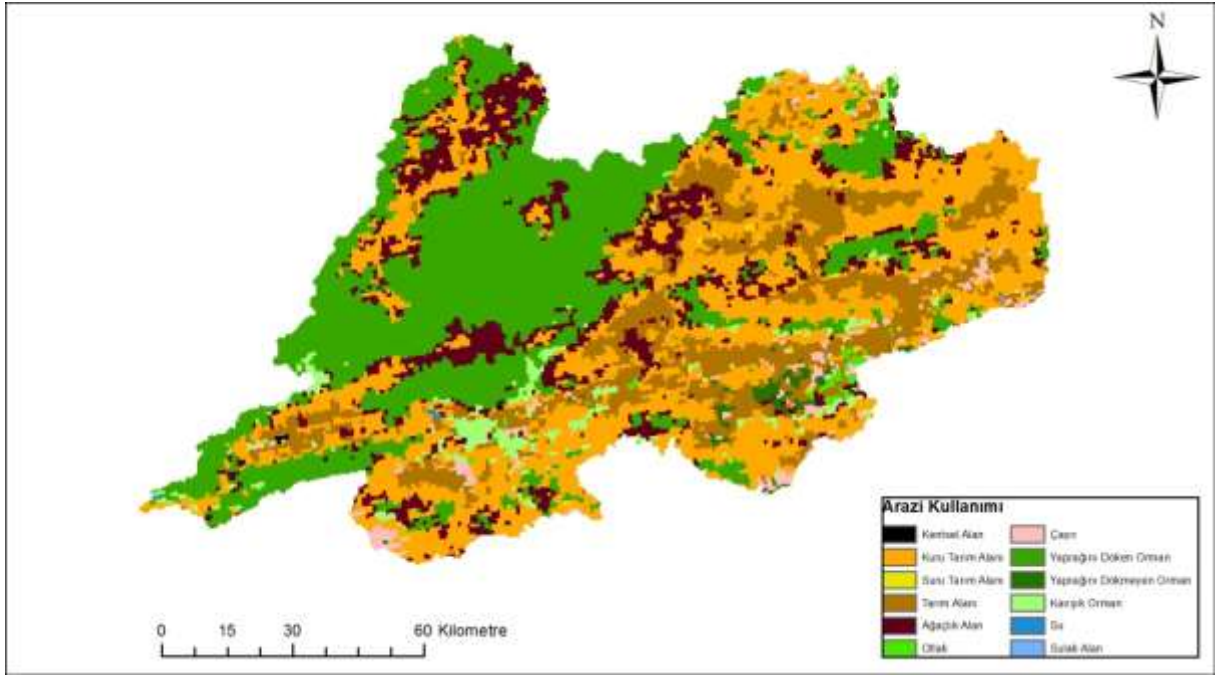 N
Arazi Kullanımı
Kentsel Alan
Kuru Tarım Alanı
Sulu Tarım Alanı
Tarım Alanı
Ağaçlık Alan
Otlak
Çayır
Yaprağını Döken Orman
Yaprağını Dökmeyen Orman
Karışık Orman
Su
Sulak Alan
0 15 30 60 Kilometre